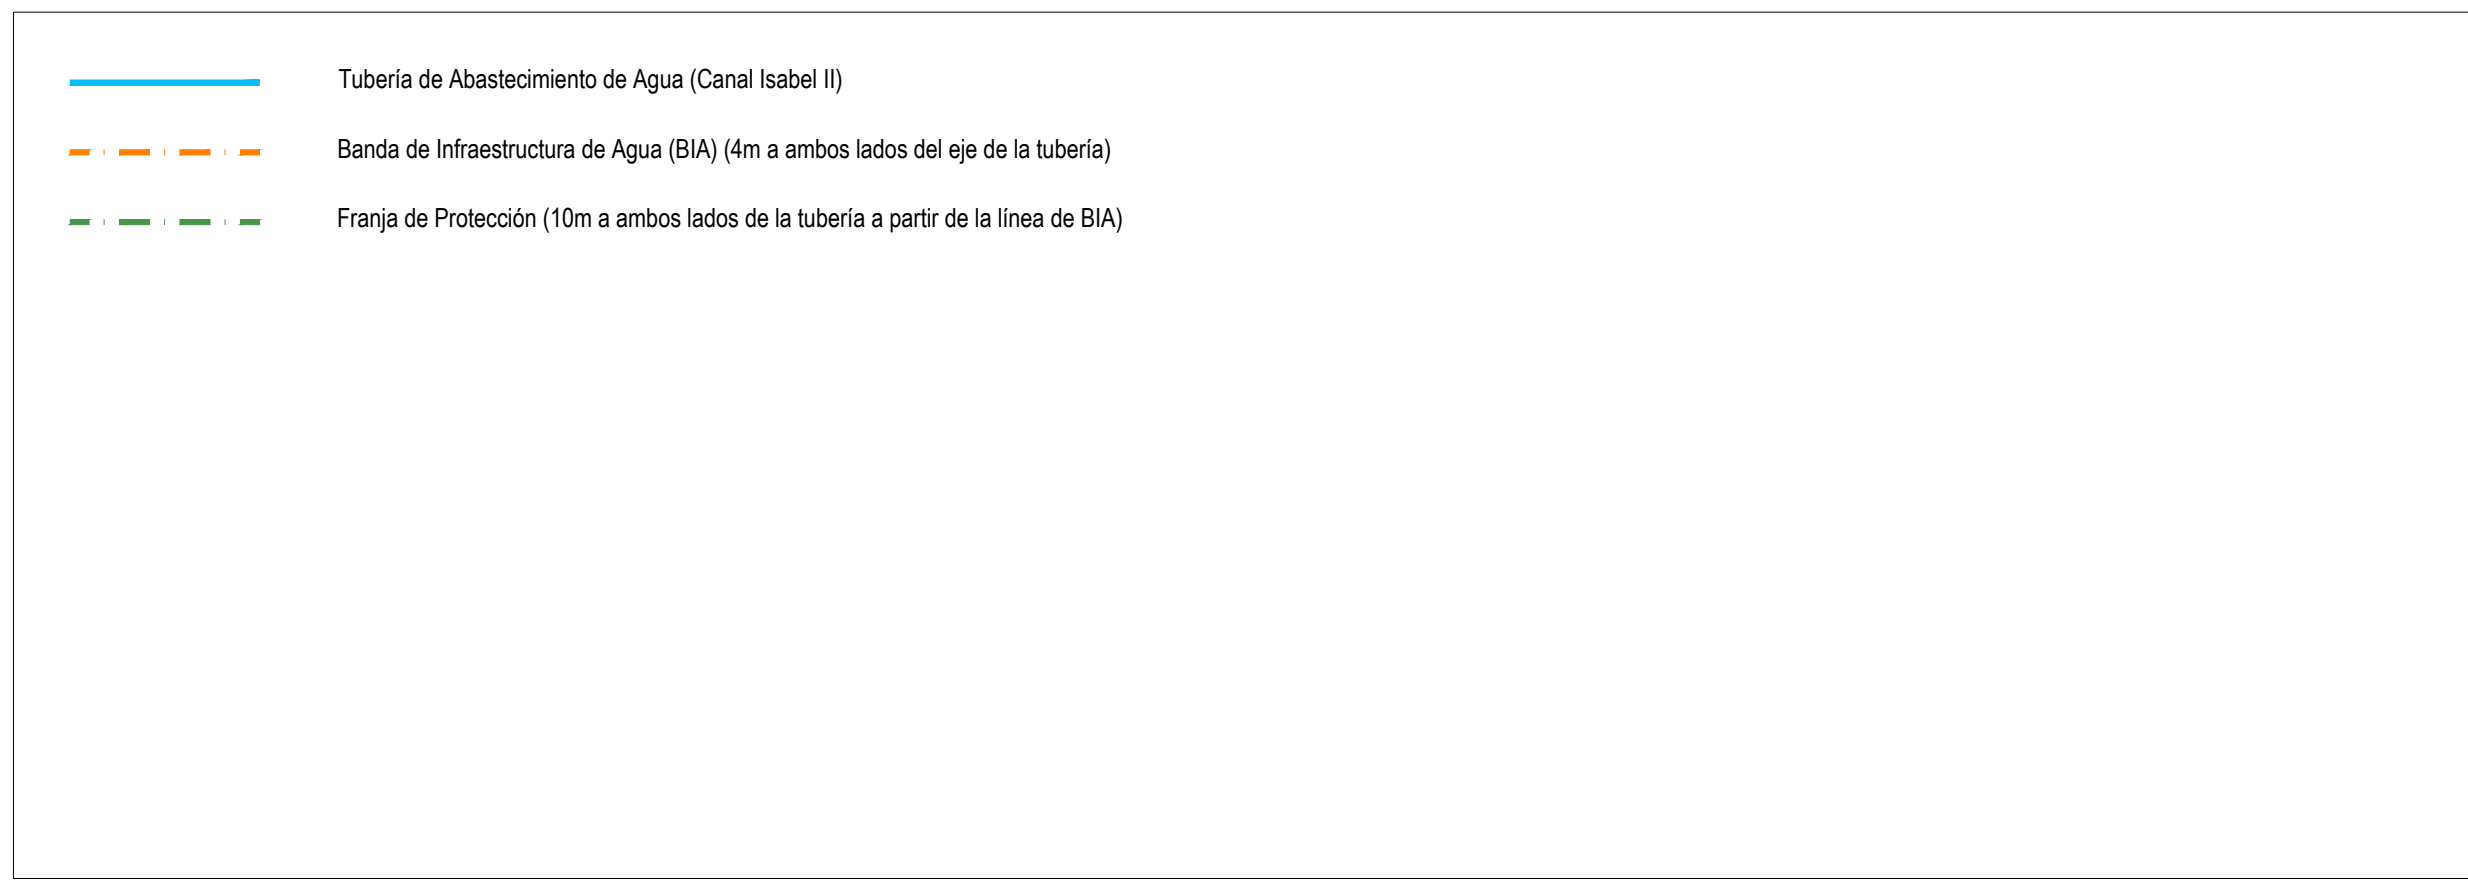 Tubería de Abastecimiento de Agua (Canal Isabel II)
Banda de Infraestructura de Agua (BIA) (4m a ambos lados del eje de la tubería)
Franja de Protección (10m a ambos lados de la tubería a partir de la línea de BIA)